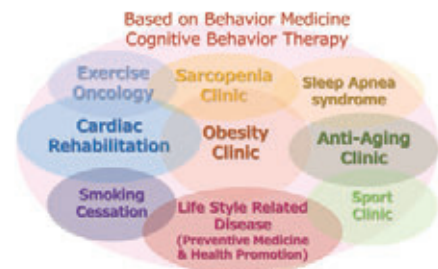 Based on Behavior Medicine
Cognitive Behavior Therapy
Exercise
Oncology
Sarcopenia
Clinic
Sleep Apnea
syndrome
Cardiac
Rehabilitation
Obesity
Clinic
Anti-Aging
Clinic
Smoking
Cessation
Life Style Related
Disease
(Preventive Medicine
& Health Promotion)
Sport
Clinic